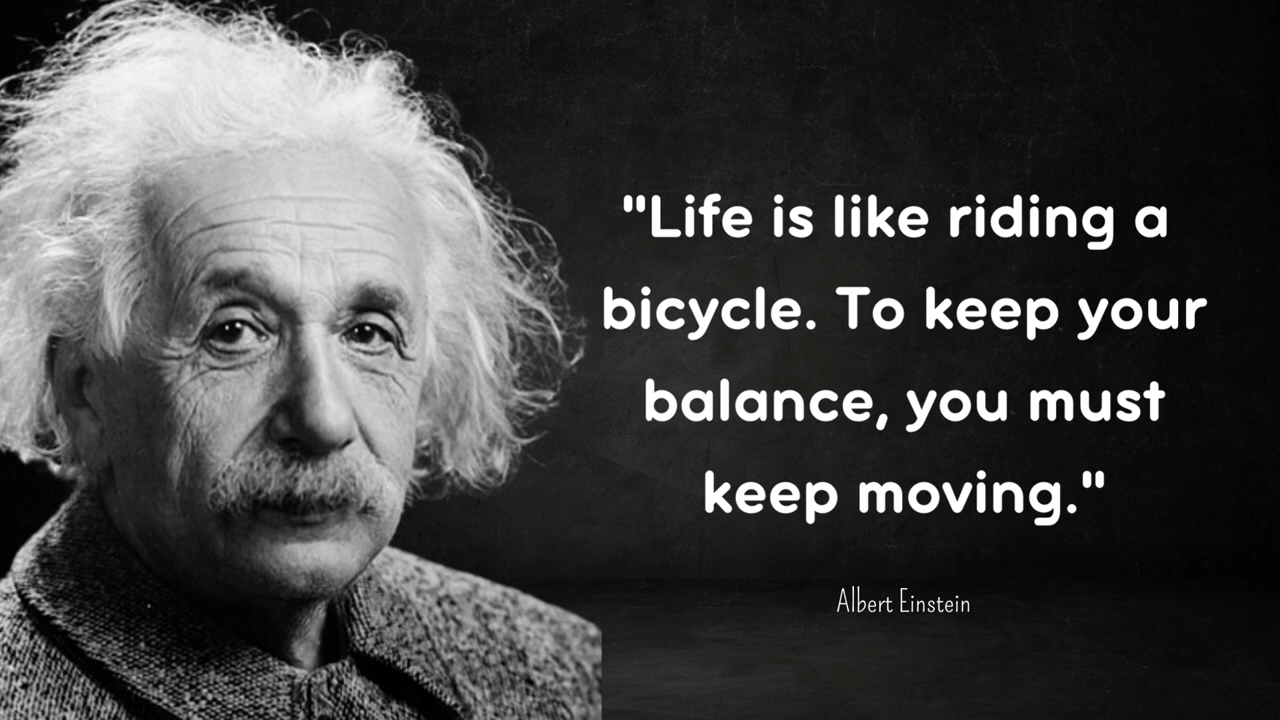 "Life is like riding a
bicycle. To keep your
balance, you must
keep moving."
Albert Einstein